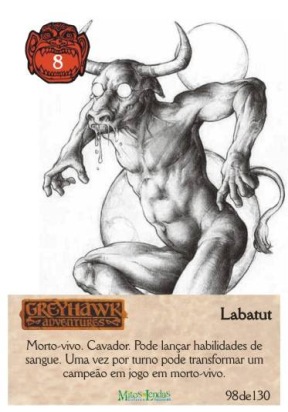 8
GREYHAWK
ADVENTURES
Labatut
Morto-vivo. Cavador. Pode lançar habilidades de
sangue. Uma vez por turno pode transformar um
campeão em jogo em morto-vivo.
Mitos e Lendas
98de130